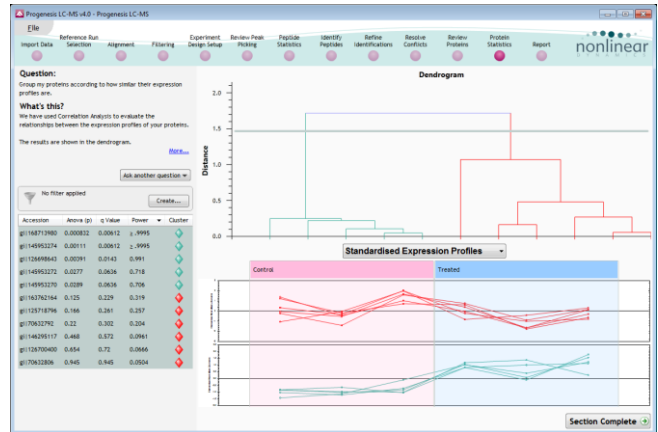 Progenesis LC-MS v4.0 - Progenesis LC-MS
File
Import Data
Reference Run Selection
Alignment
Filtering
Experiment Design Setup
Review Peak Picking
Peptide Statistics
Identify Peptides
Refine Identifications
Resolve Conflicts
Review Proteins
Protein Statistics
Report
nonlinear
DYNAMICS
Question:
Group my proteins according to how similar their expression
profiles are.
What's this?
We have used Correlation Analysis to evaluate the
relationships between the expression profiles of your proteins.
The results are shown in the dendrogram.
More...
Ask another question
No filter applied
Create...
Accession Anova (p) q Value Power Cluster
gi|168713980 0.000832 0.00612 ≥ .9995
gi|145952274 0.00111 0.00612 ≥ .9995
gi|126698643 0.00391 0.0143 0.991
gi|145953272 0.0277 0.0636 0.718
gi|145953270 0.0289 0.0636 0.706
gi|163762164 0.125 0.229 0.319
gi|125718796 0.166 0.261 0.257
gi|70632792 0.22 0.302 0.204
gi|146295117 0.468 0.572 0.0961
gi|126700400 0.654 0.72 0.0666
gi|70632806 0.945 0.945 0.0504
Dendrogram
Distance
2.0
1.5
1.0
0.5
0.0
Standardised Expression Profiles
Control
Treated
Section Complete